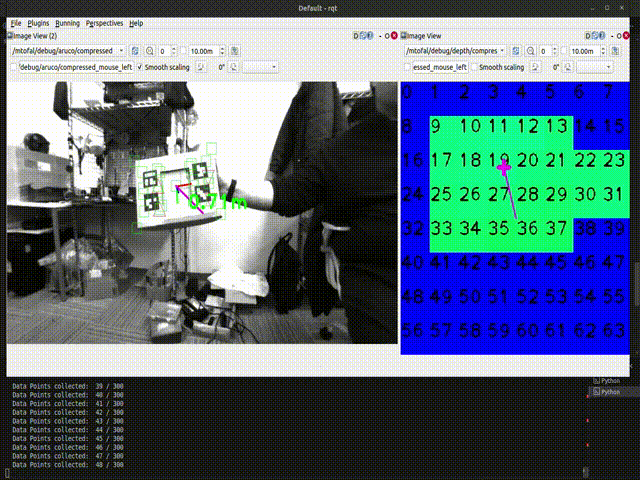 Default - rqt
File Plugins Running Perspectives Help
Image View (2)
/mtofal/debug/aruco/compressed
0
10.00m
debug/aruco/compressed_mouse_left
Smooth scaling
0°
0.71m
Image View
/mtofal/debug/depth/compres
0
10.00m
essed_mouse_left
Smooth scaling
0°
0 1 2 3 4 5 6 7
8 9 10 11 12 13 14 15
16 17 18 19 20 21 22 23
24 25 26 27 28 29 30 31
32 33 34 35 36 37 38 39
40 41 42 43 44 45 46 47
48 49 50 51 52 53 54 55
56 57 58 59 60 61 62 63
Data Points collected: 39 / 300
Data Points collected: 40 / 300
Data Points collected: 41 / 300
Data Points collected: 42 / 300
Data Points collected: 43 / 300
Data Points collected: 44 / 300
Data Points collected: 45 / 300
Data Points collected: 46 / 300
Data Points collected: 47 / 300
Data Points collected: 48 / 300
Python
Python